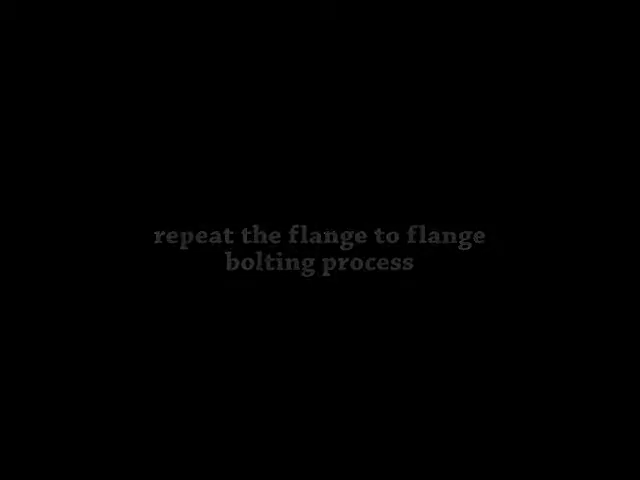 repeat the flange to flange
bolting process